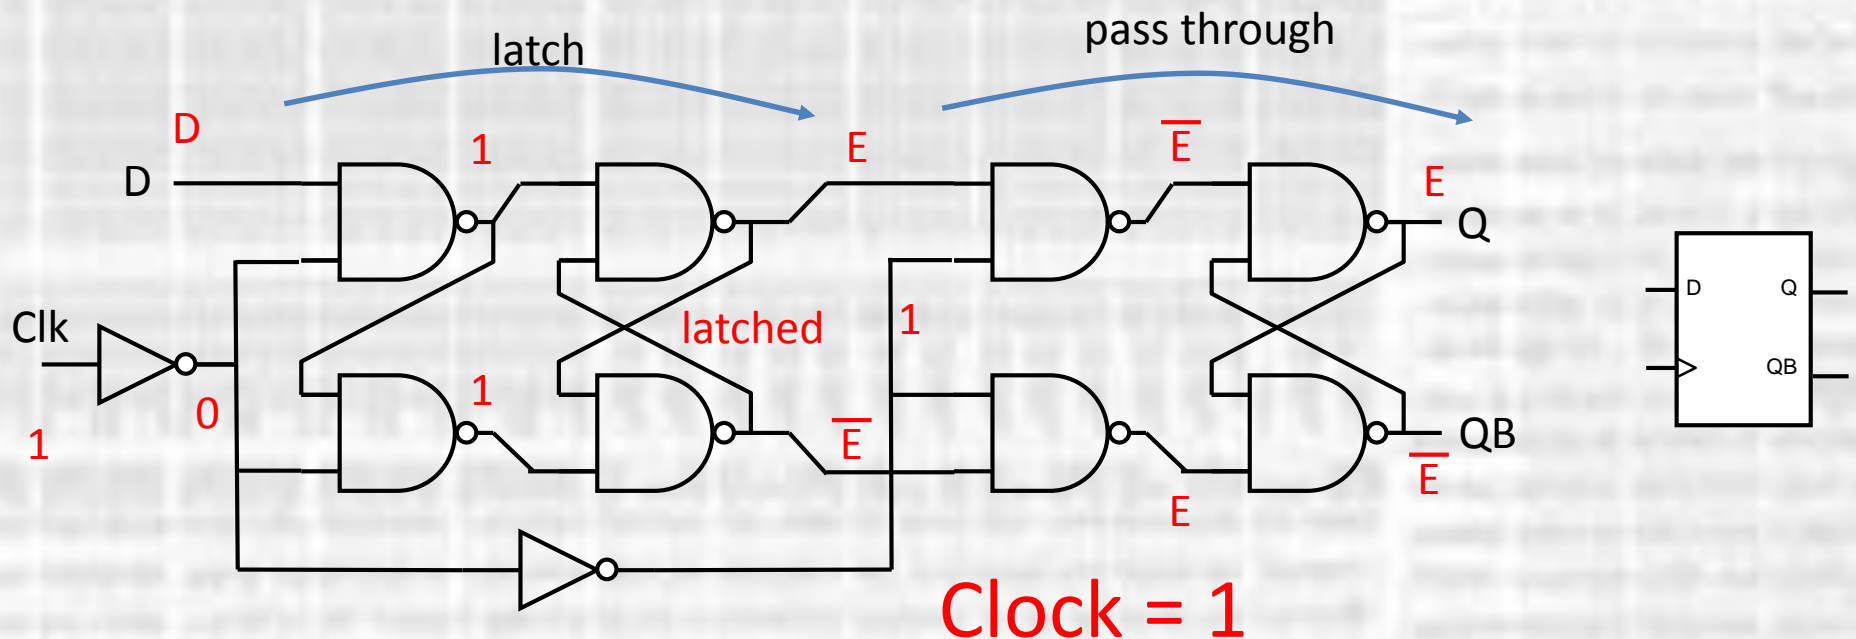 latch
pass through
D
1
E
E̅
E
D
Q
Clk
1
0
latched
1
1
E̅
E
QB
E̅
Clock = 1
D
Q
QB